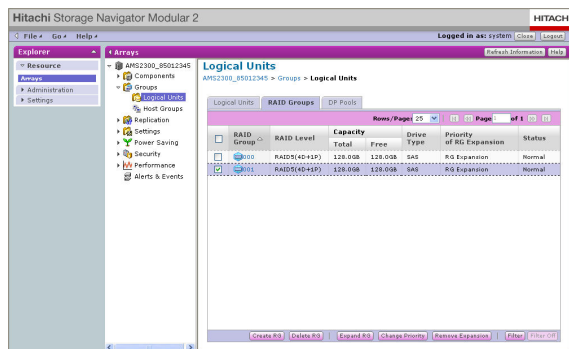 Hitachi Storage Navigator Modular 2
HITACHI
File Go Help
Logged in as: system Close Logout
Explorer
Arrays
Refresh Information Help
Resource
Arrays
Administration
Settings
AMS2300_85012345
Components
Groups
Logical Units
Host Groups
Replication
Settings
Power Saving
Security
Performance
Alerts & Events
Logical Units
AMS2300_85012345 > Groups > Logical Units
Logical Units RAID Groups DP Pools
Rows/Page: 25 Page 1 of 1
RAID Group RAID Level Capacity Total Free Drive Type Priority of RG Expansion Status
000 RAID5(4D+1P) 128.0GB 128.0GB SAS RG Expansion Normal
001 RAID5(4D+1P) 128.0GB 128.0GB SAS RG Expansion Normal
Create RG Delete RG Expand RG Change Priority Remove Expansion Filter Filter Off